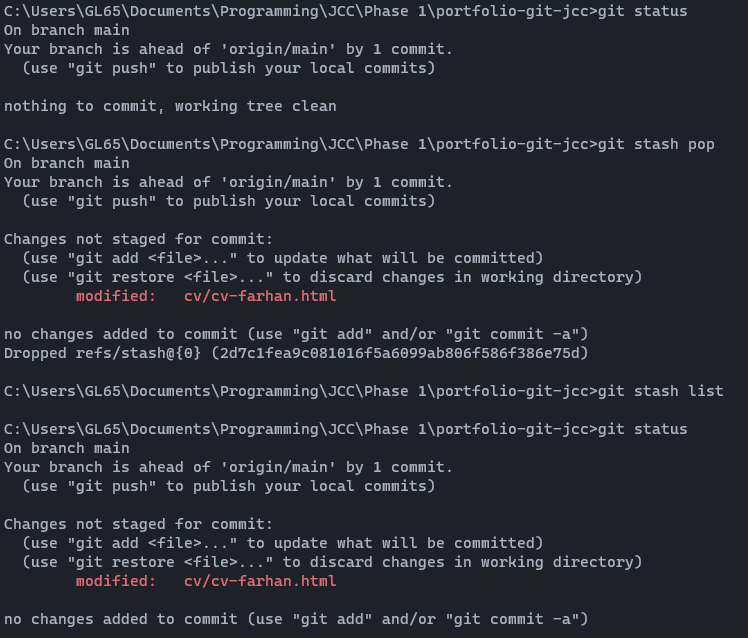 C:\Users\GL65\Documents\Programming\JCC\Phase 1\portfolio-git-jcc>git status
On branch main
Your branch is ahead of 'origin/main' by 1 commit.
  (use "git push" to publish your local commits)

nothing to commit, working tree clean

C:\Users\GL65\Documents\Programming\JCC\Phase 1\portfolio-git-jcc>git stash pop
On branch main
Your branch is ahead of 'origin/main' by 1 commit.
  (use "git push" to publish your local commits)

Changes not staged for commit:
  (use "git add <file>..." to update what will be committed)
  (use "git restore <file>..." to discard changes in working directory)
        modified:   cv/cv-farhan.html

no changes added to commit (use "git add" and/or "git commit -a")
Dropped refs/stash@{0} (2d7c1fea9c081016f5a6099ab806f586f386e75d)

C:\Users\GL65\Documents\Programming\JCC\Phase 1\portfolio-git-jcc>git stash list

C:\Users\GL65\Documents\Programming\JCC\Phase 1\portfolio-git-jcc>git status
On branch main
Your branch is ahead of 'origin/main' by 1 commit.
  (use "git push" to publish your local commits)

Changes not staged for commit:
  (use "git add <file>..." to update what will be committed)
  (use "git restore <file>..." to discard changes in working directory)
        modified:   cv/cv-farhan.html

no changes added to commit (use "git add" and/or "git commit -a")